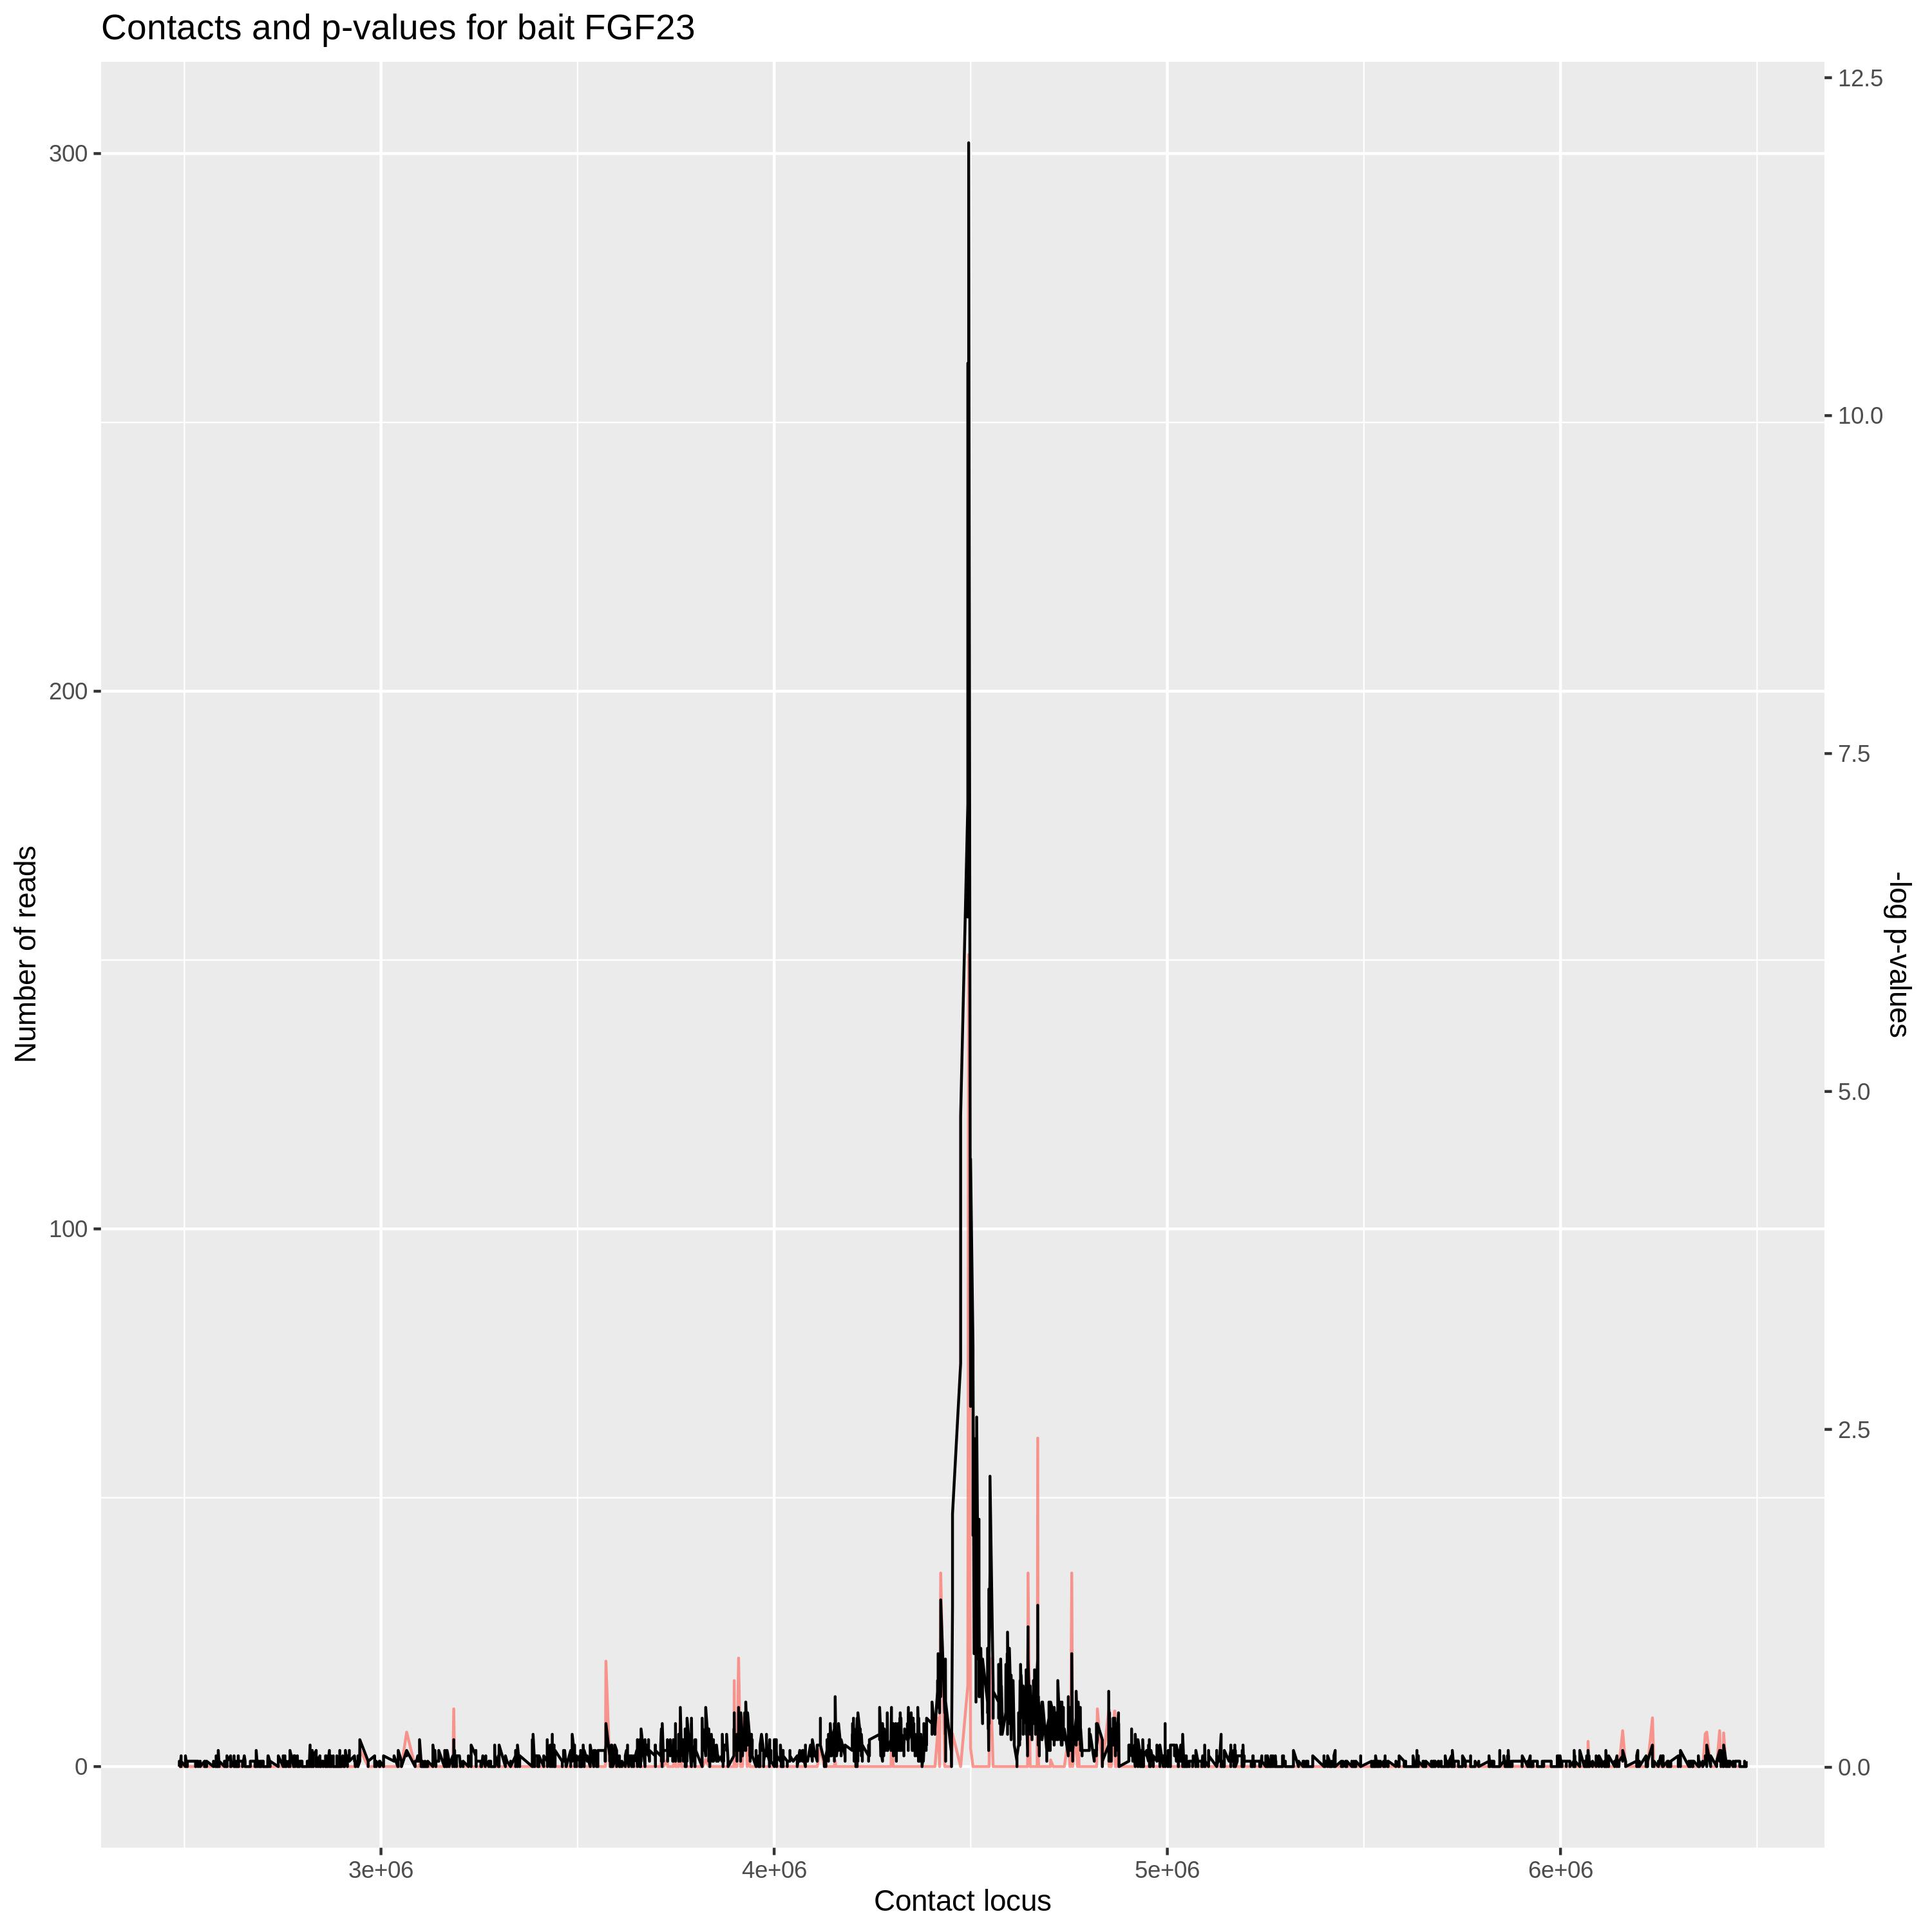 Contacts and p-values for bait FGF23
300
200
100
0
Number of reads
12.5
10.0
7.5
5.0
2.5
0.0
-log p-values
3e+06
4e+06
5e+06
6e+06
Contact locus